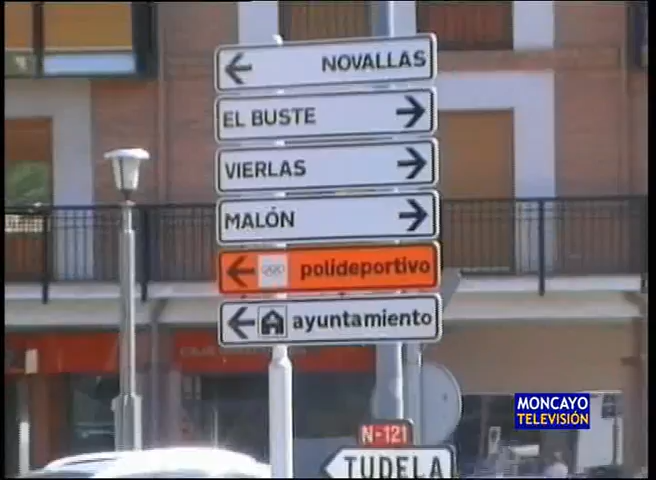 NOVALLAS
EL BUSTE
VIERLAS
MALÓN
polideportivo
ayuntamiento
N-121
TUDELA
MONCAYO
TELEVISIÓN